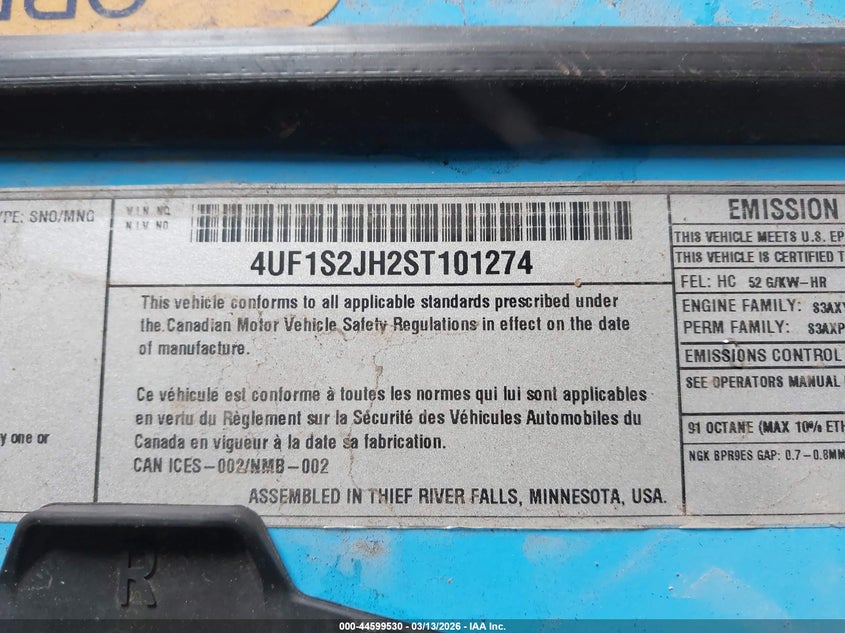 YPE: SNO/MNO
V.I.N. NO
N.I.V. NO
4UF1S2JH2ST101274
This vehicle conforms to all applicable standards prescribed under
the Canadian Motor Vehicle Safety Regulations in effect on the date
of manufacture.
Ce véhicule est conforme à toutes les normes qui lui sont applicables
en vertu du Règlement sur la Sécurité des Véhicules Automobiles du
Canada en vigueur à la date sa fabrication.
CAN ICES-002/NMB-002
ASSEMBLED IN THIEF RIVER FALLS, MINNESOTA, USA.
y one or
EMISSION
THIS VEHICLE MEETS U.S. EP
THIS VEHICLE IS CERTIFIED T
FEL: HC 52 G/KW-HR
ENGINE FAMILY: S3AX
PERM FAMILY: S3AXP
EMISSIONS CONTROL
SEE OPERATORS MANUAL
91 OCTANE (MAX 10% ETH
NGK BPR9ES GAP: 0.7-0.8MM
R
000-44599530 - 03/13/2026 - IAA Inc.